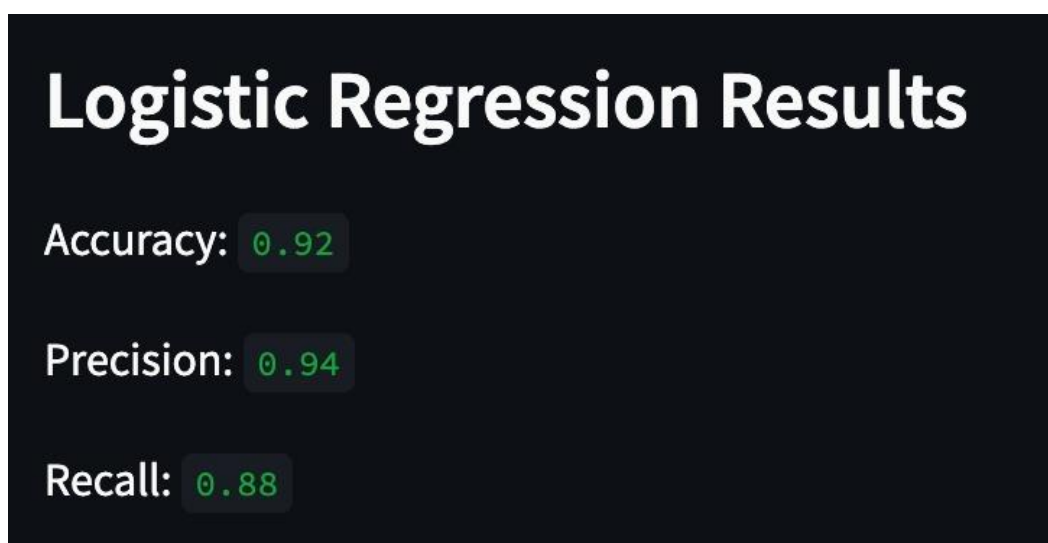 Logistic Regression Results
Accuracy: 0.92
Precision: 0.94
Recall: 0.88